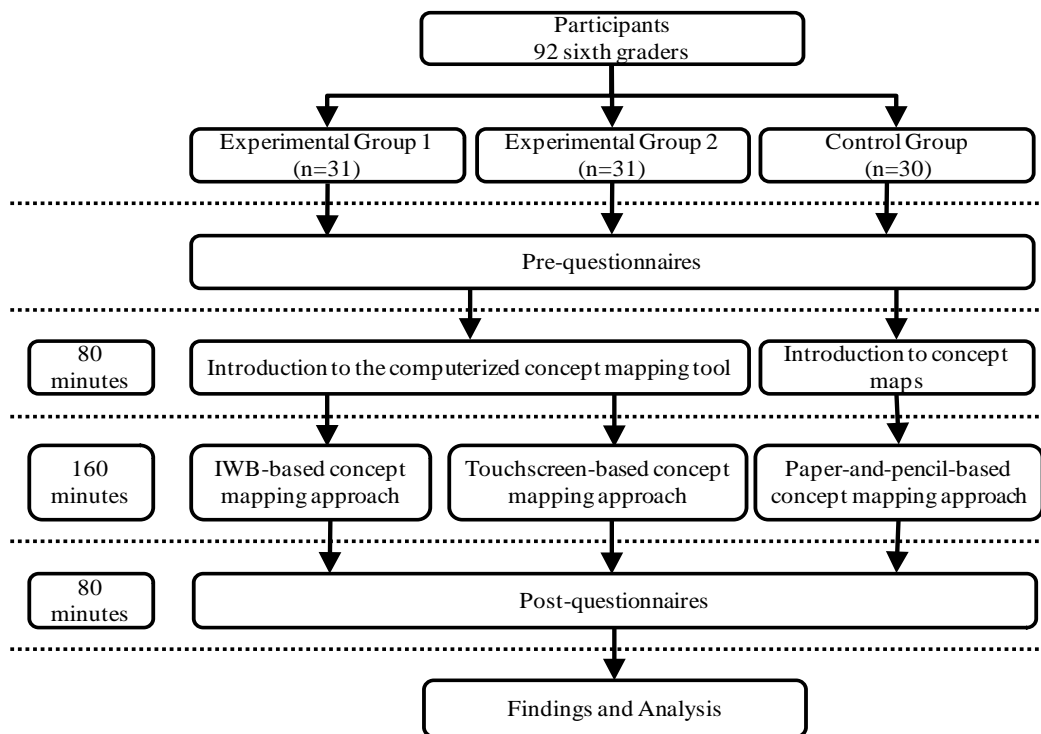 Participants
92 sixth graders
Experimental Group 1
(n=31)
Experimental Group 2
(n=31)
Control Group
(n=30)
Pre-questionnaires
80
minutes
Introduction to the computerized concept mapping tool
Introduction to concept
maps
160
minutes
IWB-based concept
mapping approach
Touchscreen-based concept
mapping approach
Paper-and-pencil-based
concept mapping approach
80
minutes
Post-questionnaires
Findings and Analysis